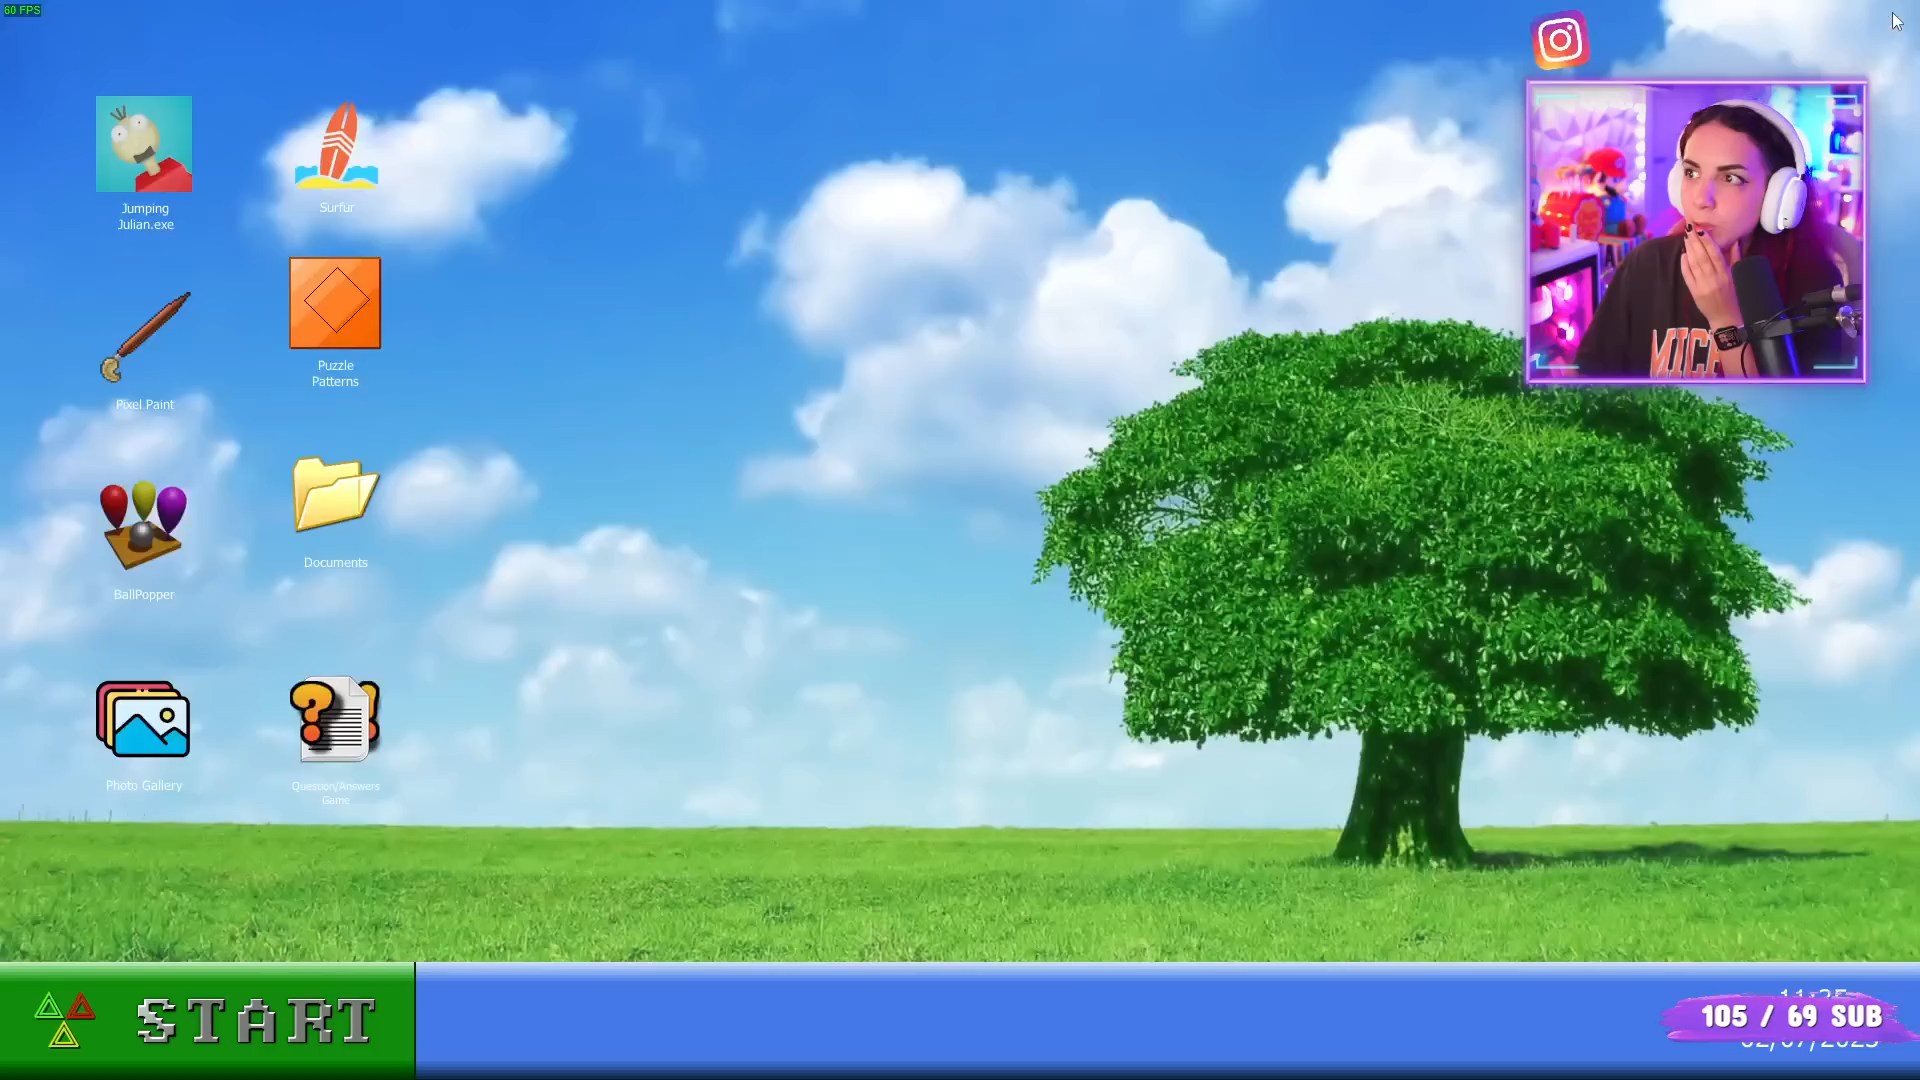 60 FPS
Jumping
Julian.exe
Surfur
Puzzle
Patterns
Pixel Paint
BallPopper
Documents
Photo Gallery
Question/Answers
Game
MICK
START
105 / 69 SUB